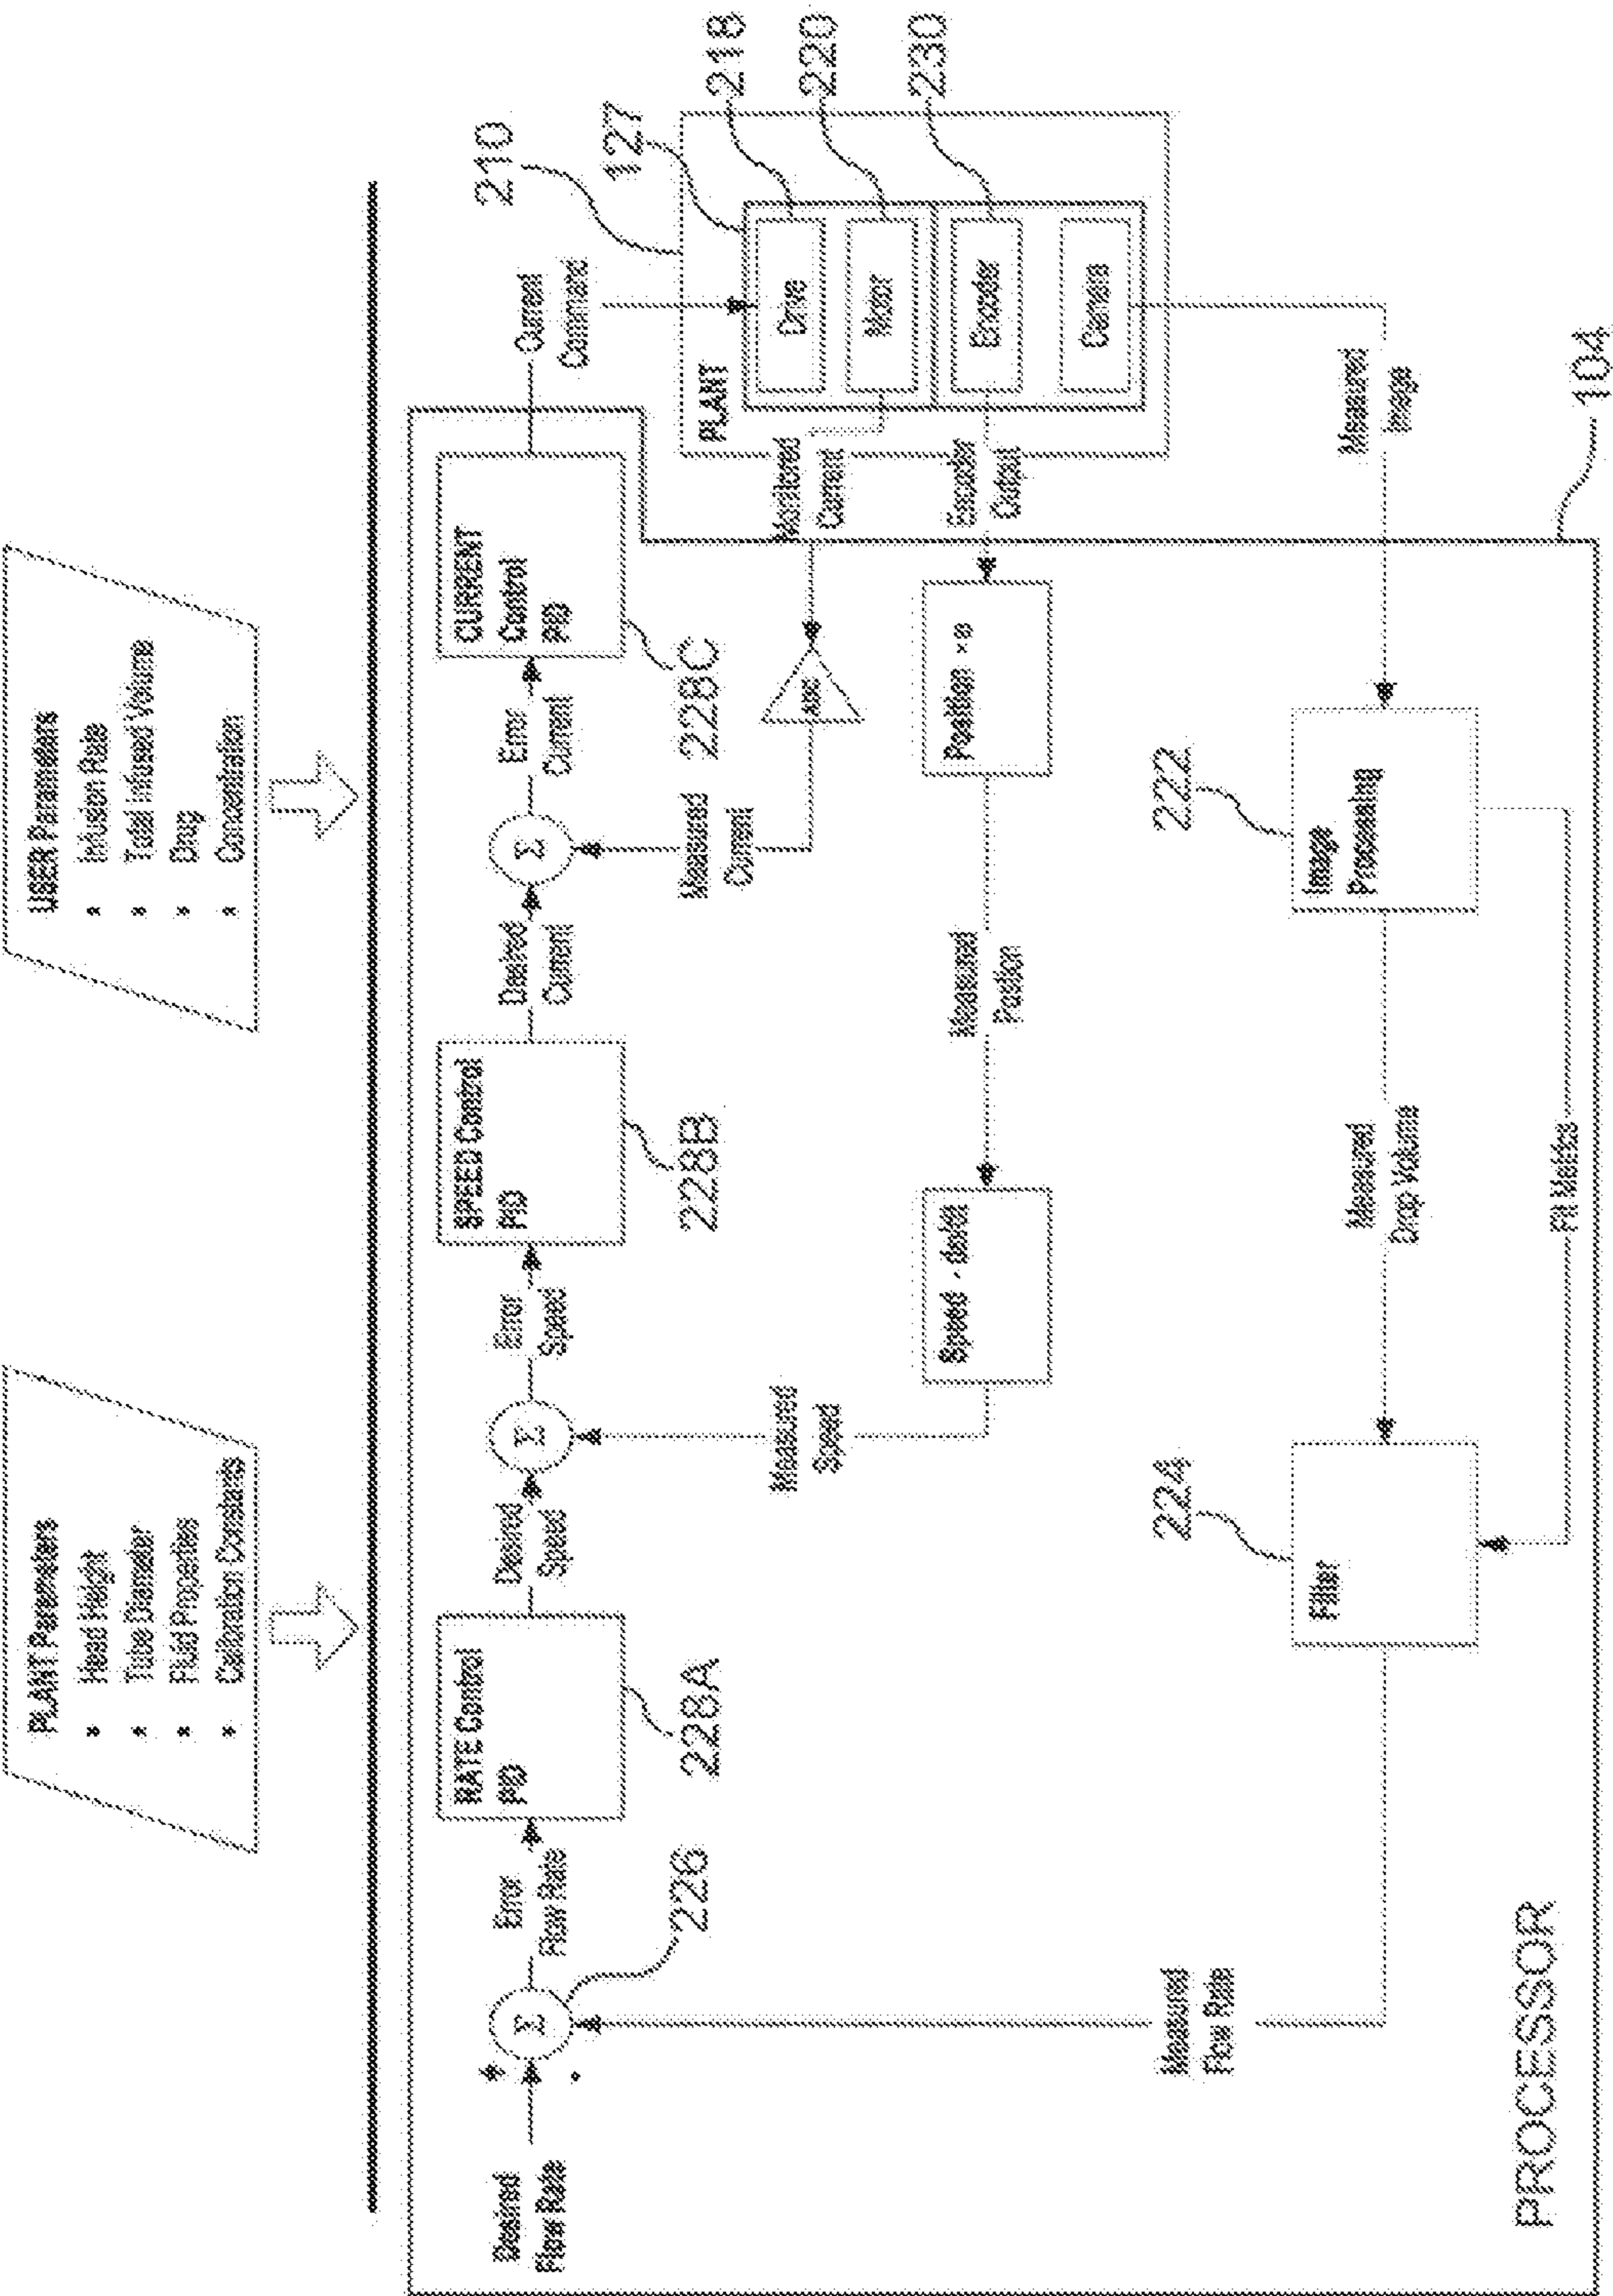 PLANT Parameters
• Head Height
• Tube Diameter
• Fluid Properties
• Calibration Constants
USER Parameters
• Infusion Rate
• Total Infused Volume
• Drug
• Concentration
Desired
Flow Rate
+
-
Σ
226
Error
Flow Rate
RATE Control
PID
228A
Desired
Speed
Σ
Error
Speed
SPEED Control
PID
228B
Desired
Current
Σ
Error
Current
CURRENT
Control
PID
228C
Current
Command
210
127
218
220
230
PLANT
Drive
Motor
Encoder
Camera
Measured
Speed
Measured
Current
ADC
Monitored
Current
Speed
Measured
Position
Position
Encoder
Output
Measured
Flow Rate
224
Filter
Measured
Drop Volume
222
Image
Processing
Measured
Image
Fit Metrics
PROCESSOR
104